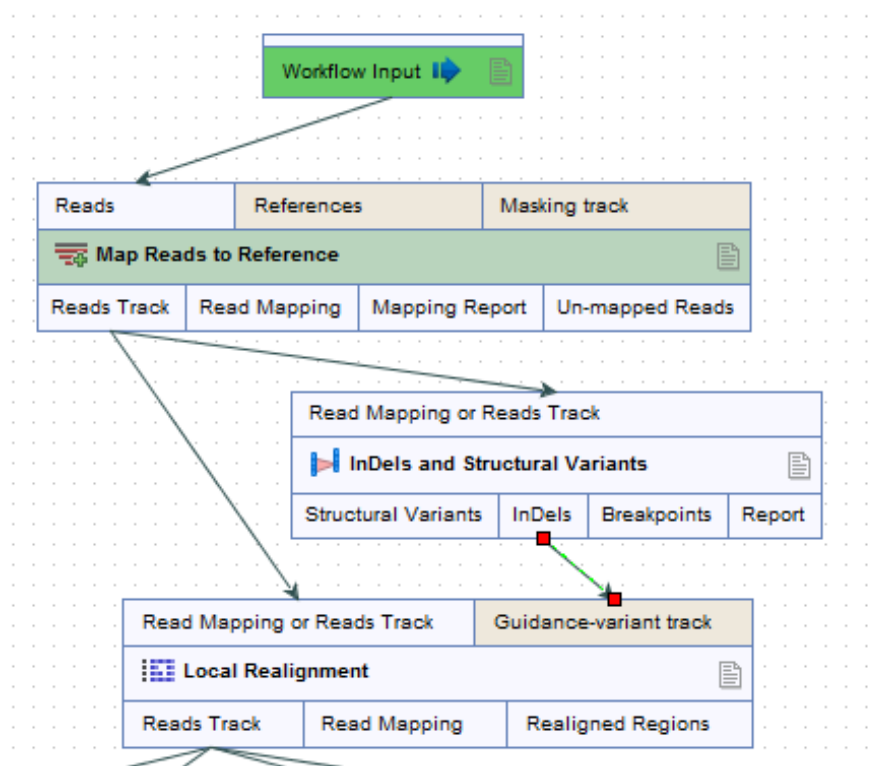 Workflow Input
Reads References Masking track
Map Reads to Reference
Reads Track Read Mapping Mapping Report Un-mapped Reads
Read Mapping or Reads Track
InDels and Structural Variants
Structural Variants InDels Breakpoints Report
Read Mapping or Reads Track Guidance-variant track
Local Realignment
Reads Track Read Mapping Realigned Regions